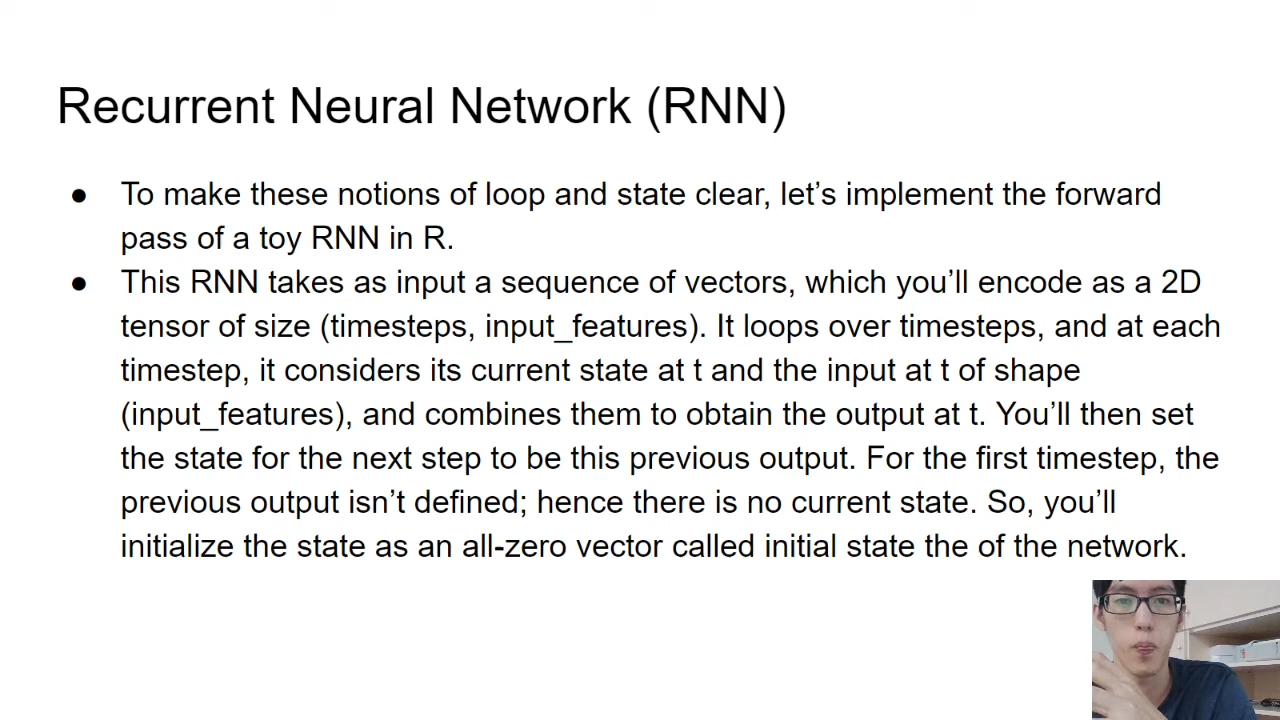 Recurrent Neural Network (RNN)
● To make these notions of loop and state clear, let’s implement the forward
pass of a toy RNN in R.
● This RNN takes as input a sequence of vectors, which you’ll encode as a 2D
tensor of size (timesteps, input_features). It loops over timesteps, and at each
timestep, it considers its current state at t and the input at t of shape
(input_features), and combines them to obtain the output at t. You’ll then set
the state for the next step to be this previous output. For the first timestep, the
previous output isn’t defined; hence there is no current state. So, you’ll
initialize the state as an all-zero vector called initial state the of the network.